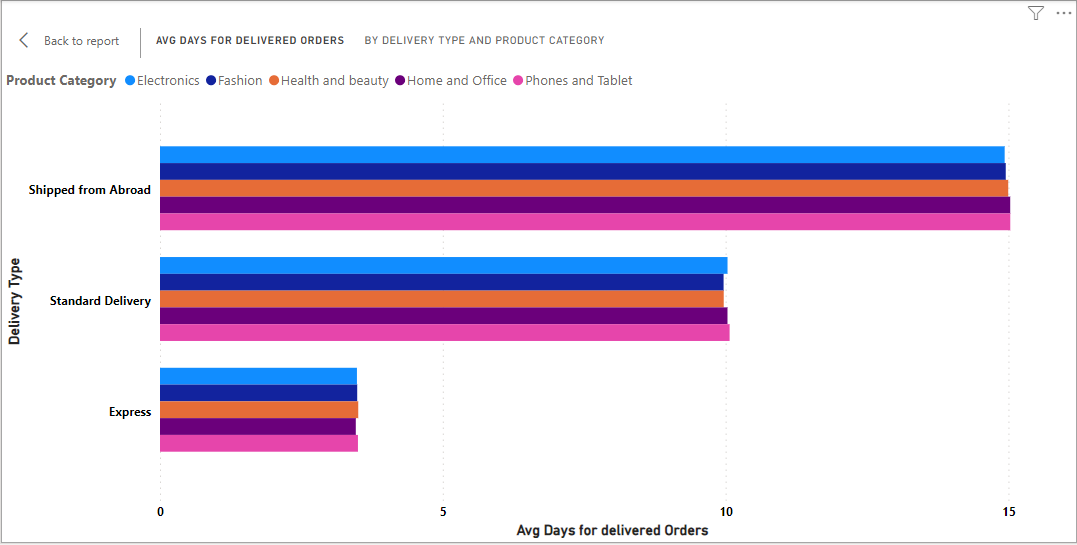 Back to report
AVG DAYS FOR DELIVERED ORDERS
BY DELIVERY TYPE AND PRODUCT CATEGORY
Product Category Electronics Fashion Health and beauty Home and Office Phones and Tablet
Delivery Type
Shipped from Abroad
Standard Delivery
Express
0 5 10 15
Avg Days for delivered Orders